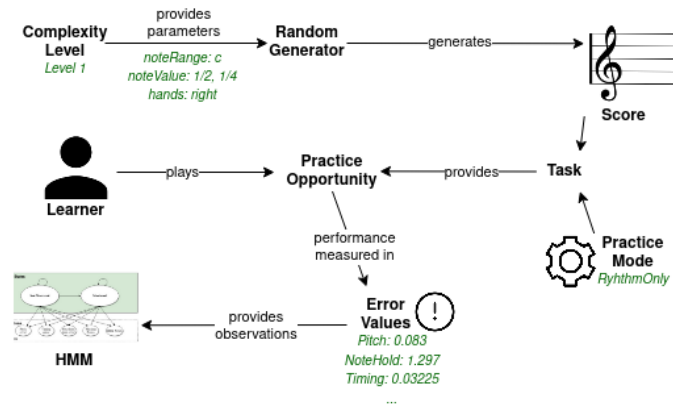 Complexity
Level
Level 1
provides
parameters
noteRange: c
noteValue: 1/2, 1/4
hands: right
Random
Generator
generates
Score
Learner
plays
Practice
Opportunity
provides
Task
performance
measured in
Practice
Mode
RyhthmOnly
Error
Values
Pitch: 0.083
NoteHold: 1.297
Timing: 0.03225
...
provides
observations
HMM